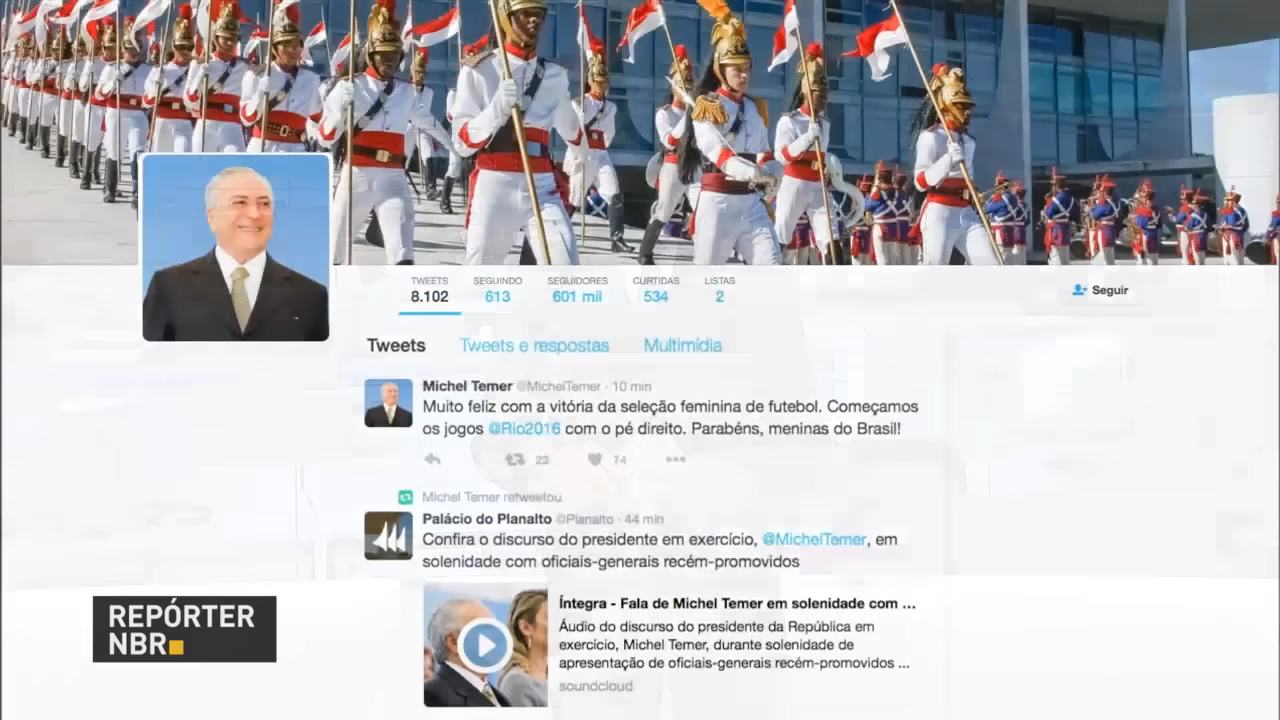 TWEETS SEGUINDO SEGUIDORES CURTIDAS LISTAS
8.102 613 601 mil 534 2
Seguir
Tweets Tweets e respostas Multimídia
Michel Temer @MichelTemer · 10 min
Muito feliz com a vitória da seleção feminina de futebol. Começamos
os jogos @Rio2016 com o pé direito. Parabéns, meninas do Brasil!
22 74
Michel Temer retweetou
Palácio do Planalto @Planalto · 44 min
Confira o discurso do presidente em exercício, @MichelTemer, em
solenidade com oficiais-generais recém-promovidos
Íntegra - Fala de Michel Temer em solenidade com ...
Áudio do discurso do presidente da República em
exercício, Michel Temer, durante solenidade de
apresentação de oficiais-generais recém-promovidos ...
soundcloud
REPÓRTER
NBR